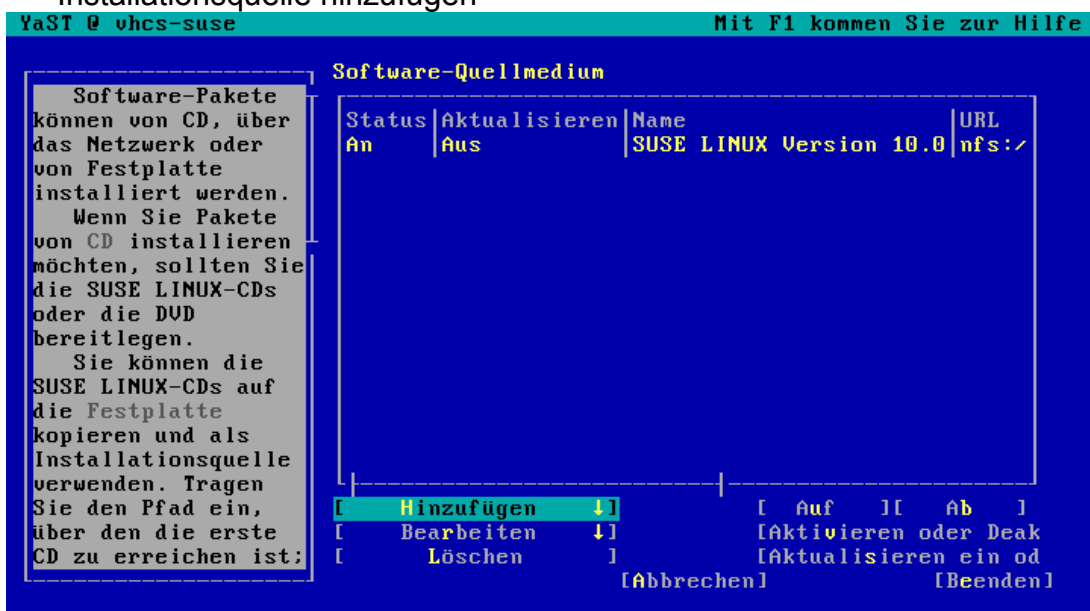 Installationsquelle hinzufügen
YaST @ vhcs-suse Mit F1 kommen Sie zur Hilfe
Software-Pakete
können von CD, über
das Netzwerk oder
von Festplatte
installiert werden.
Wenn Sie Pakete
von CD installieren
möchten, sollten Sie
die SUSE LINUX-CDs
oder die DVD
bereitlegen.
Sie können die
SUSE LINUX-CDs auf
die Festplatte
kopieren und als
Installationsquelle
verwenden. Tragen
Sie den Pfad ein,
über den die erste
CD zu erreichen ist;
Software-Quellmedium
Status|Aktualisieren|Name |URL
An |Aus |SUSE LINUX Version 10.0|nfs:/
[ Hinzufügen ↓] [ Auf ][ Ab ]
[ Bearbeiten ↓] [Aktivieren oder Deak
[ Löschen ] [Aktualisieren ein od
[Abbrechen] [Beenden]